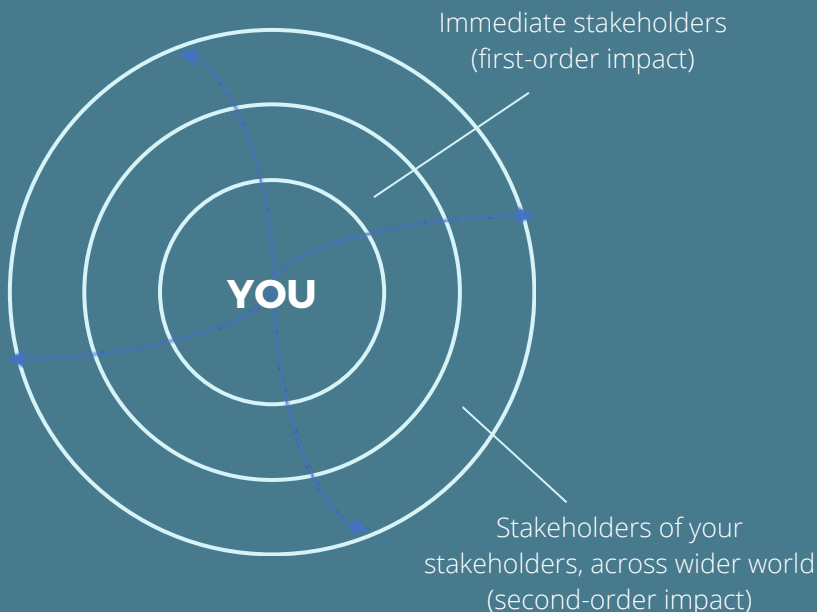 Immediate stakeholders
(first-order impact)
YOU
Stakeholders of your
stakeholders, across wider world
(second-order impact)